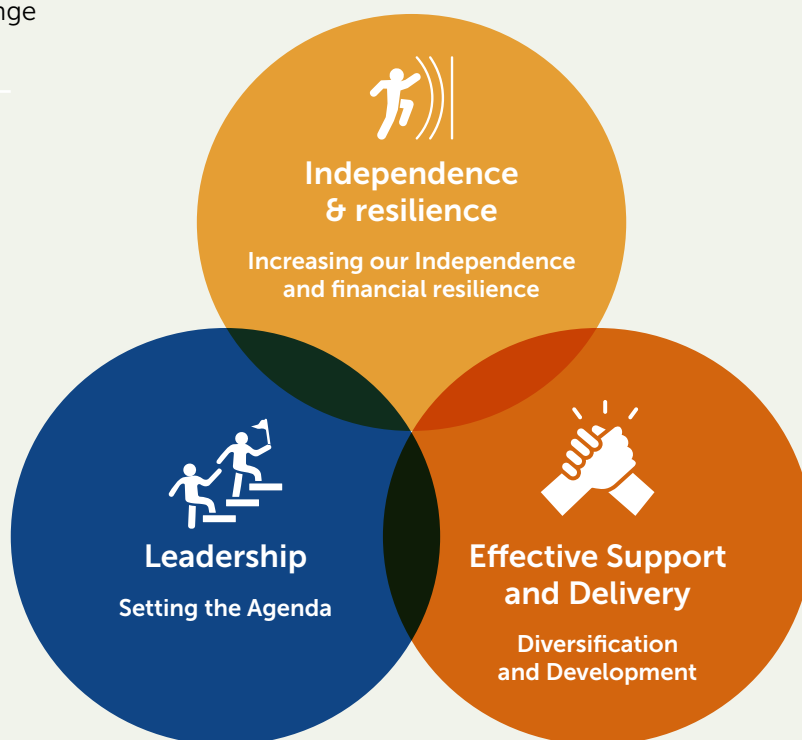 nge
Independence
& resilience
Increasing our Independence
and financial resilience
Leadership
Setting the Agenda
Effective Support
and Delivery
Diversification
and Development